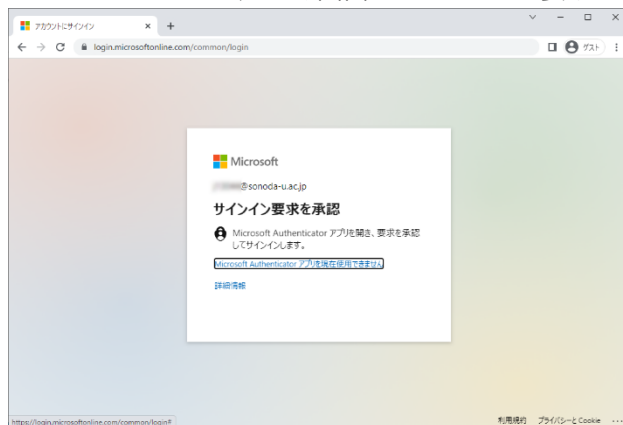 アカウントにサインイン
login.microsoftonline.com/common/login
ゲスト
Microsoft
@sonoda-u.ac.jp
サインイン要求を承認
Microsoft Authenticator アプリを開き、要求を承認
してサインインします。
Microsoft Authenticator アプリを現在使用できません
詳細情報
https://login.microsoftonline.com/common/login#
利用規約 プライバシーと Cookie ...